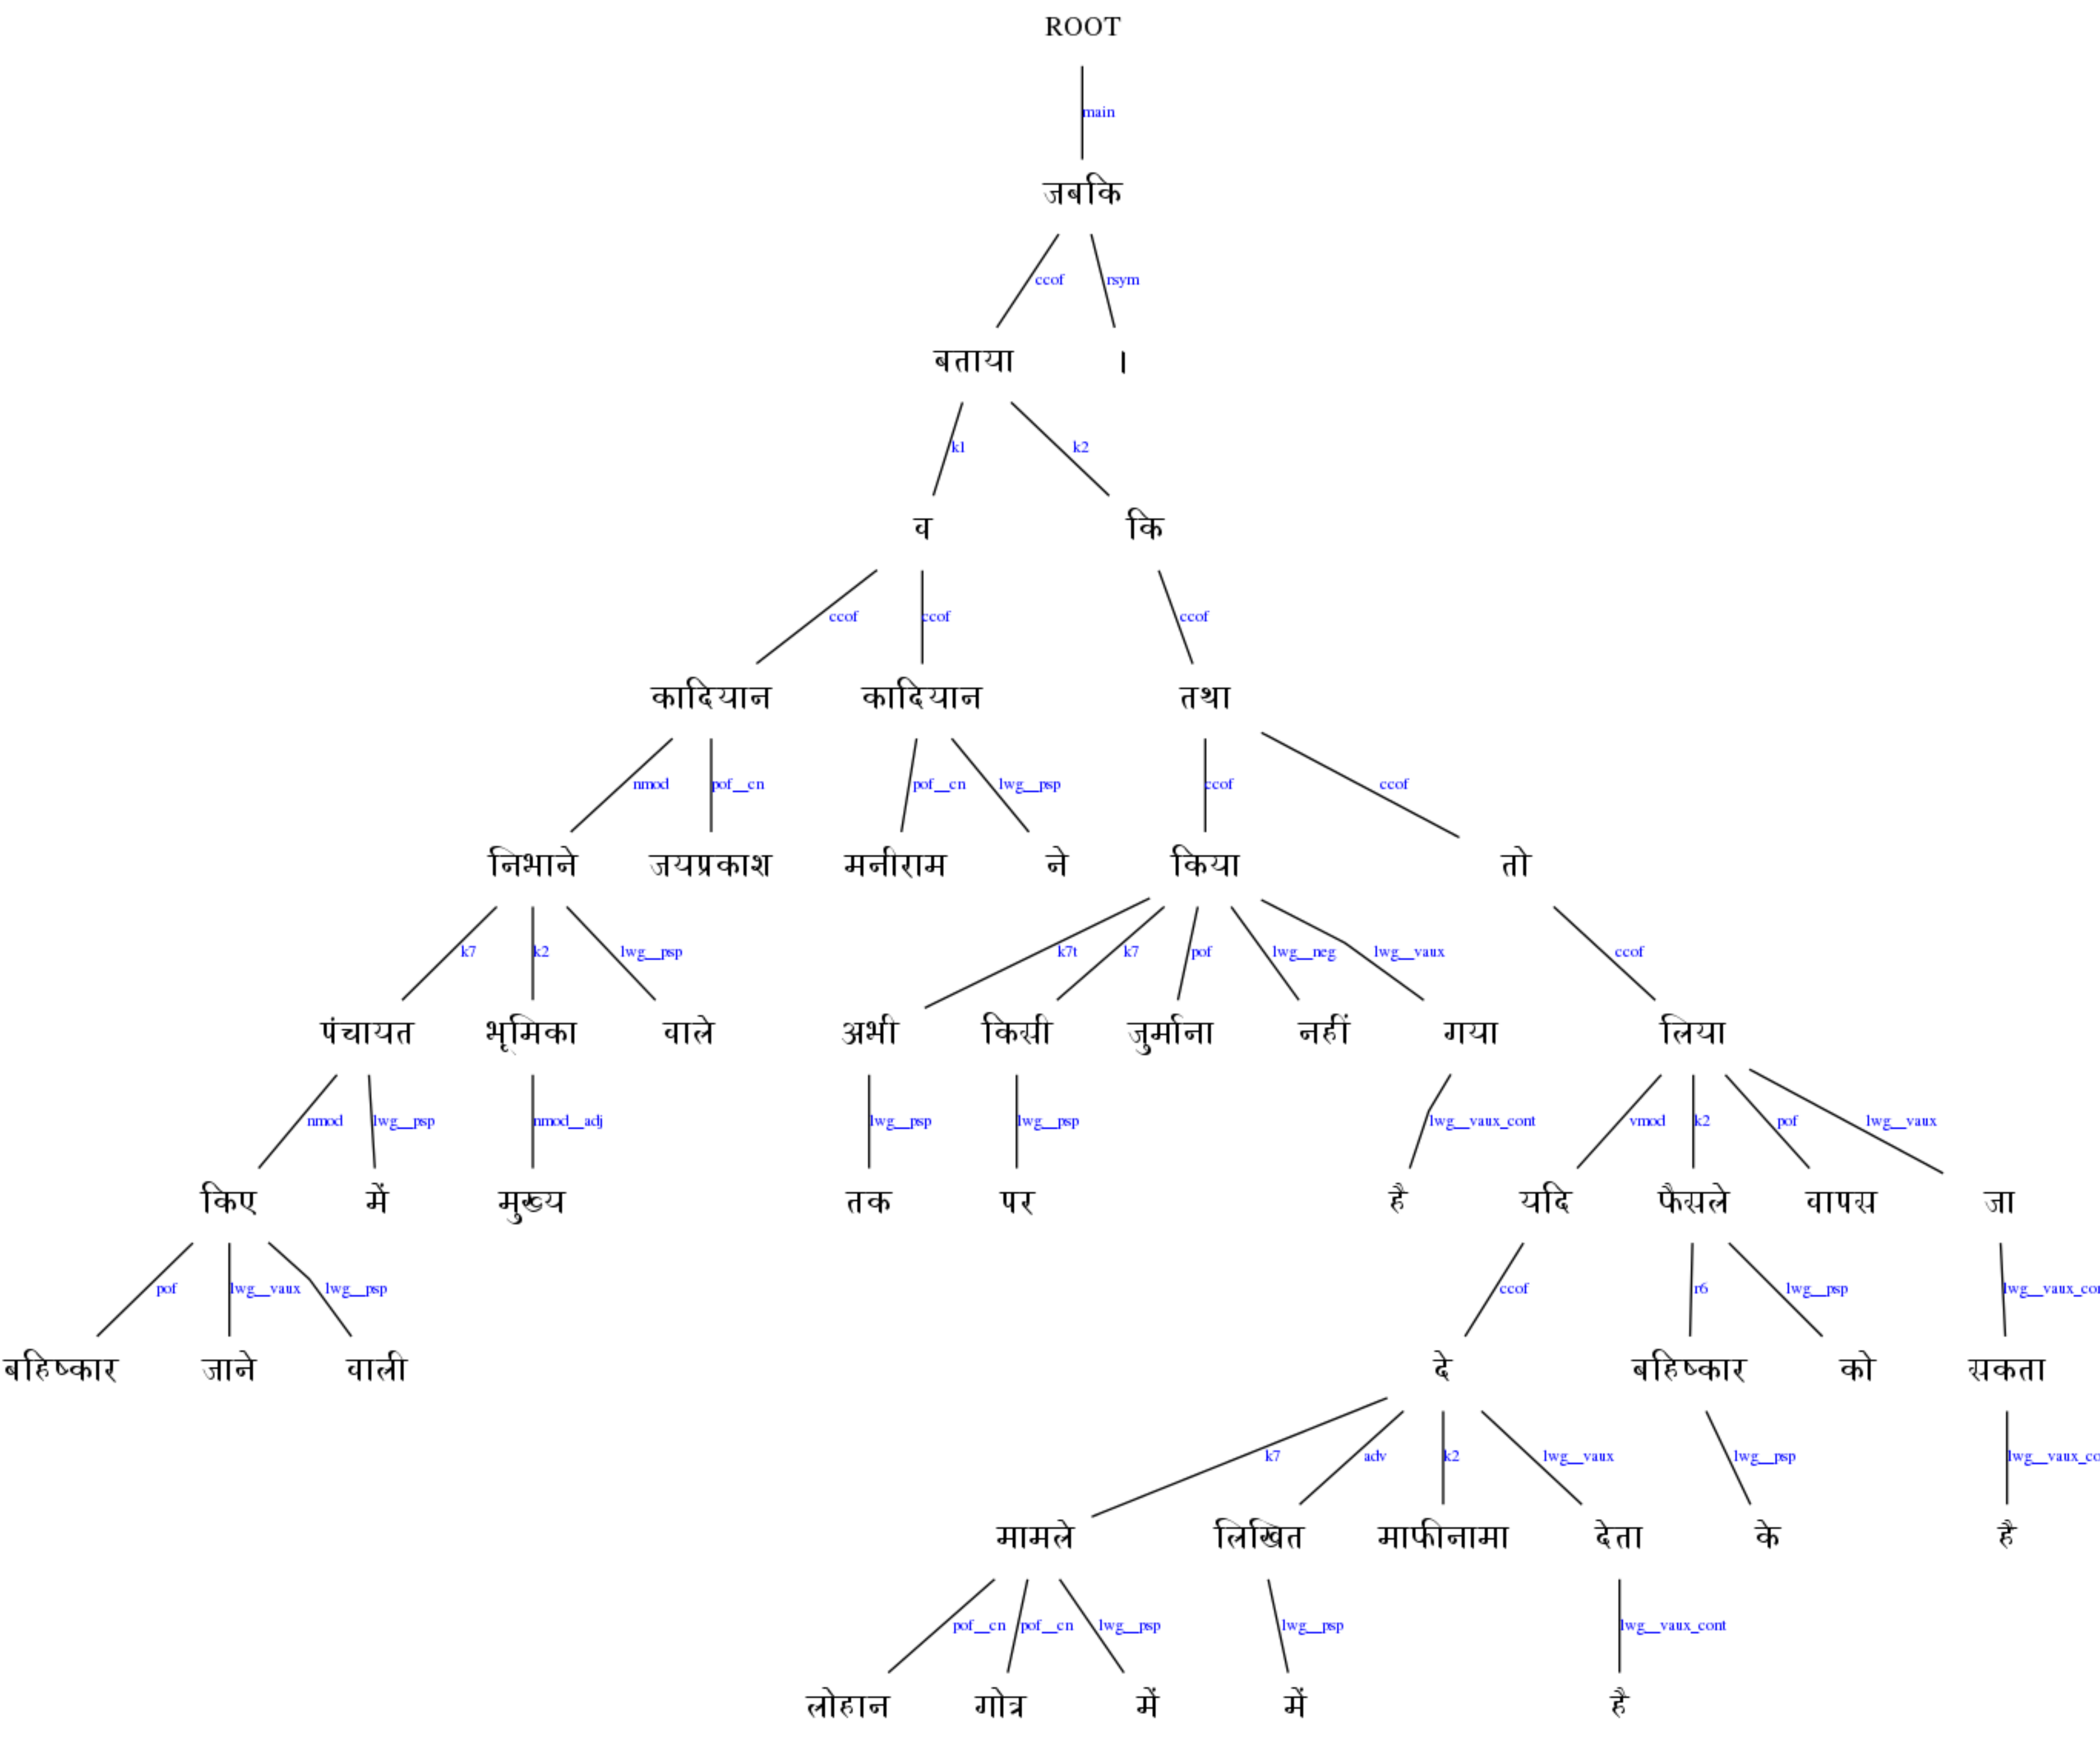 ROOT
main
जबकि
ccof rsym
बताया ।
k1 k2
व कि
ccof ccof ccof
कादियान कादियान तथा
nmod pof__cn pof__cn lwg__psp ccof ccof
निभाने जयप्रकाश मनीराम ने किया तो
k7 k2 lwg__psp k7t k7 pof lwg__neg lwg__vaux ccof
पंचायत भूमिका वाले अभी किसी जुर्माना नहीं गया लिया
nmod lwg__psp nmod__adj lwg__psp lwg__psp lwg__vaux_cont vmod k2 pof lwg__vaux
किए में मुख्य तक पर है यदि फैसले वापस जा
pof lwg__vaux lwg__psp ccof r6 lwg__psp lwg__vaux_co
बहिष्कार जाने वाली दे बहिष्कार को सकता
k7 adv k2 lwg__vaux lwg__psp lwg__vaux_co
मामले लिखित माफीनामा देता के है
pof__cn pof__cn lwg__psp lwg__psp lwg__vaux_cont
लोहान गोत्र में में है